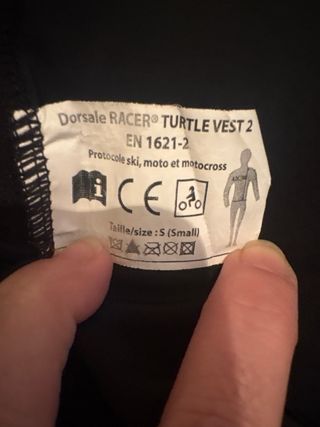 Dorsale RACER® TURTLE VEST 2
EN 1621-2
Protocole ski, moto et motocross
CE
Taille/size : S (Small)